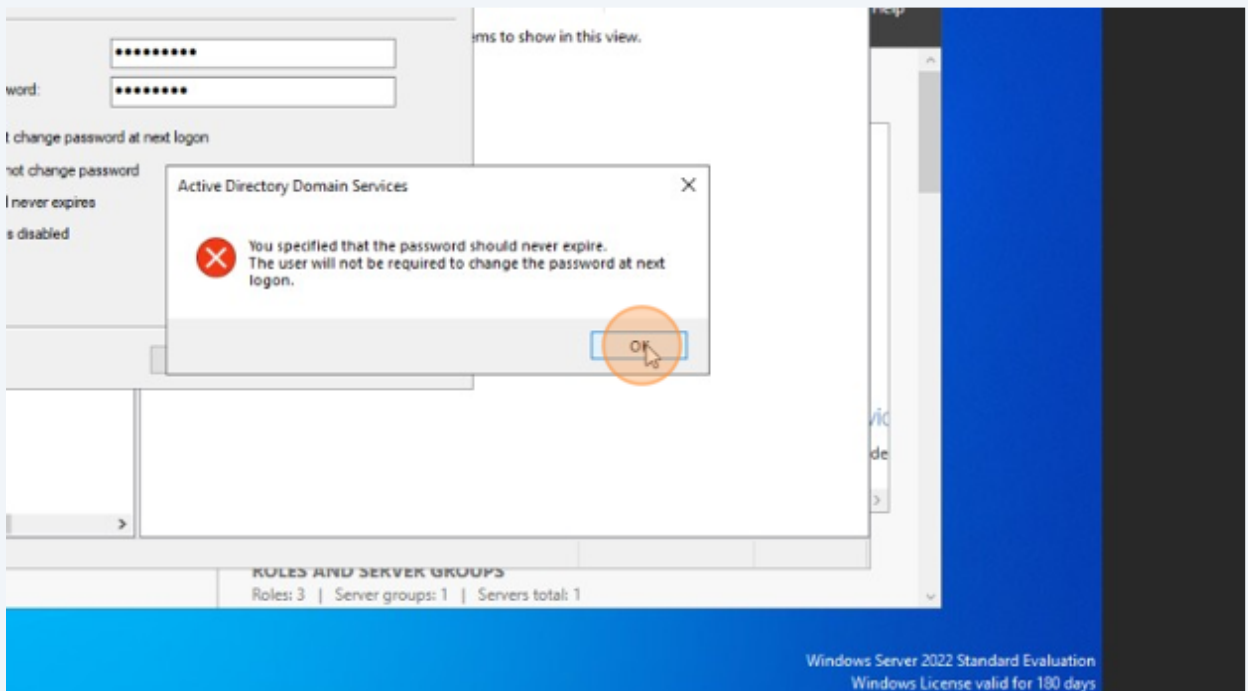 Help
ems to show in this view.
•••••••••
word: ••••••••
t change password at next logon
not change password
l never expires
s disabled
Active Directory Domain Services
You specified that the password should never expire.
The user will not be required to change the password at next
logon.
OK
vic
de
ROLES AND SERVER GROUPS
Roles: 3 | Server groups: 1 | Servers total: 1
Windows Server 2022 Standard Evaluation
Windows License valid for 180 days